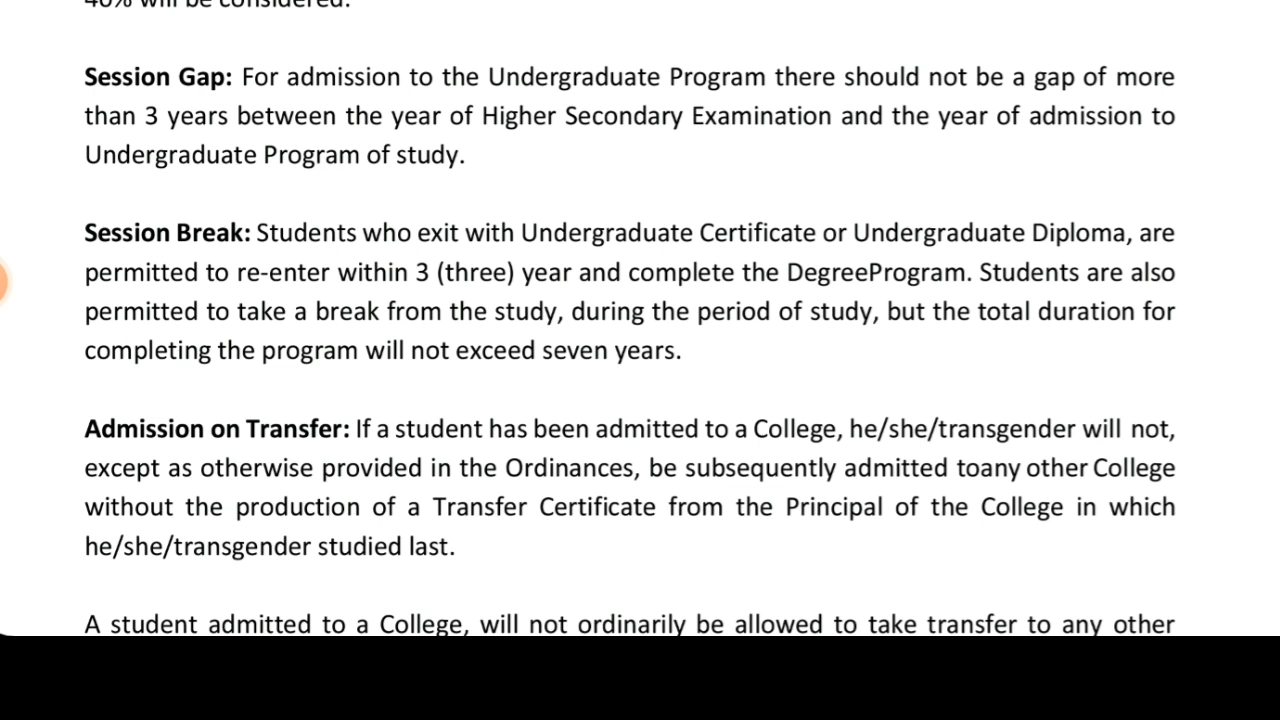 40% will be considered.
Session Gap: For admission to the Undergraduate Program there should not be a gap of more
than 3 years between the year of Higher Secondary Examination and the year of admission to
Undergraduate Program of study.
Session Break: Students who exit with Undergraduate Certificate or Undergraduate Diploma, are
permitted to re-enter within 3 (three) year and complete the DegreeProgram. Students are also
permitted to take a break from the study, during the period of study, but the total duration for
completing the program will not exceed seven years.
Admission on Transfer: If a student has been admitted to a College, he/she/transgender will not,
except as otherwise provided in the Ordinances, be subsequently admitted toany other College
without the production of a Transfer Certificate from the Principal of the College in which
he/she/transgender studied last.
A student admitted to a College, will not ordinarily be allowed to take transfer to any other